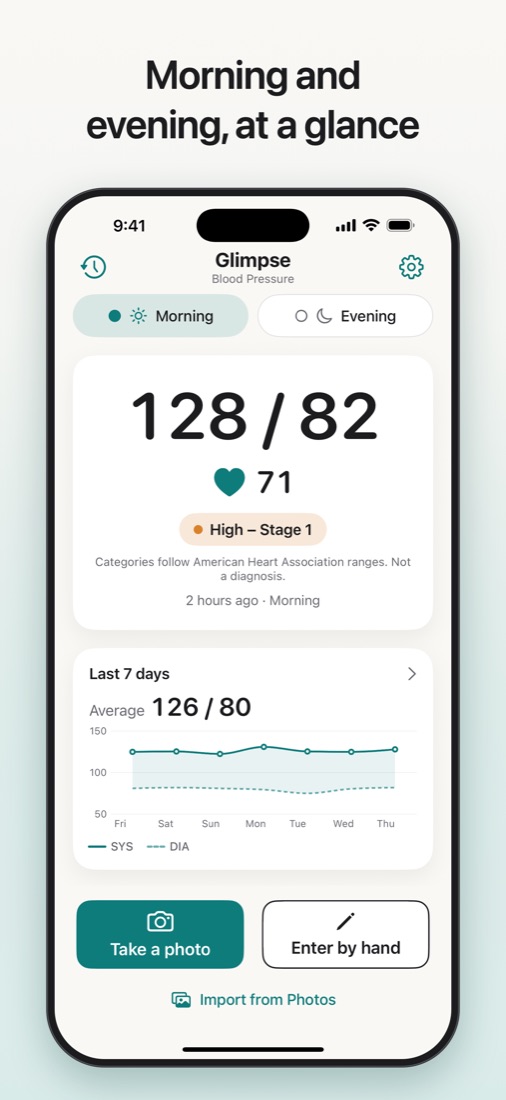 Morning and
evening, at a glance
9:41
Glimpse
Blood Pressure
Morning
Evening
128 / 82
71
High – Stage 1
Categories follow American Heart Association ranges. Not
a diagnosis.
2 hours ago · Morning
Last 7 days
Average 126 / 80
150
100
50
Fri Sat Sun Mon Tue Wed Thu
SYS DIA
Take a photo
Enter by hand
Import from Photos